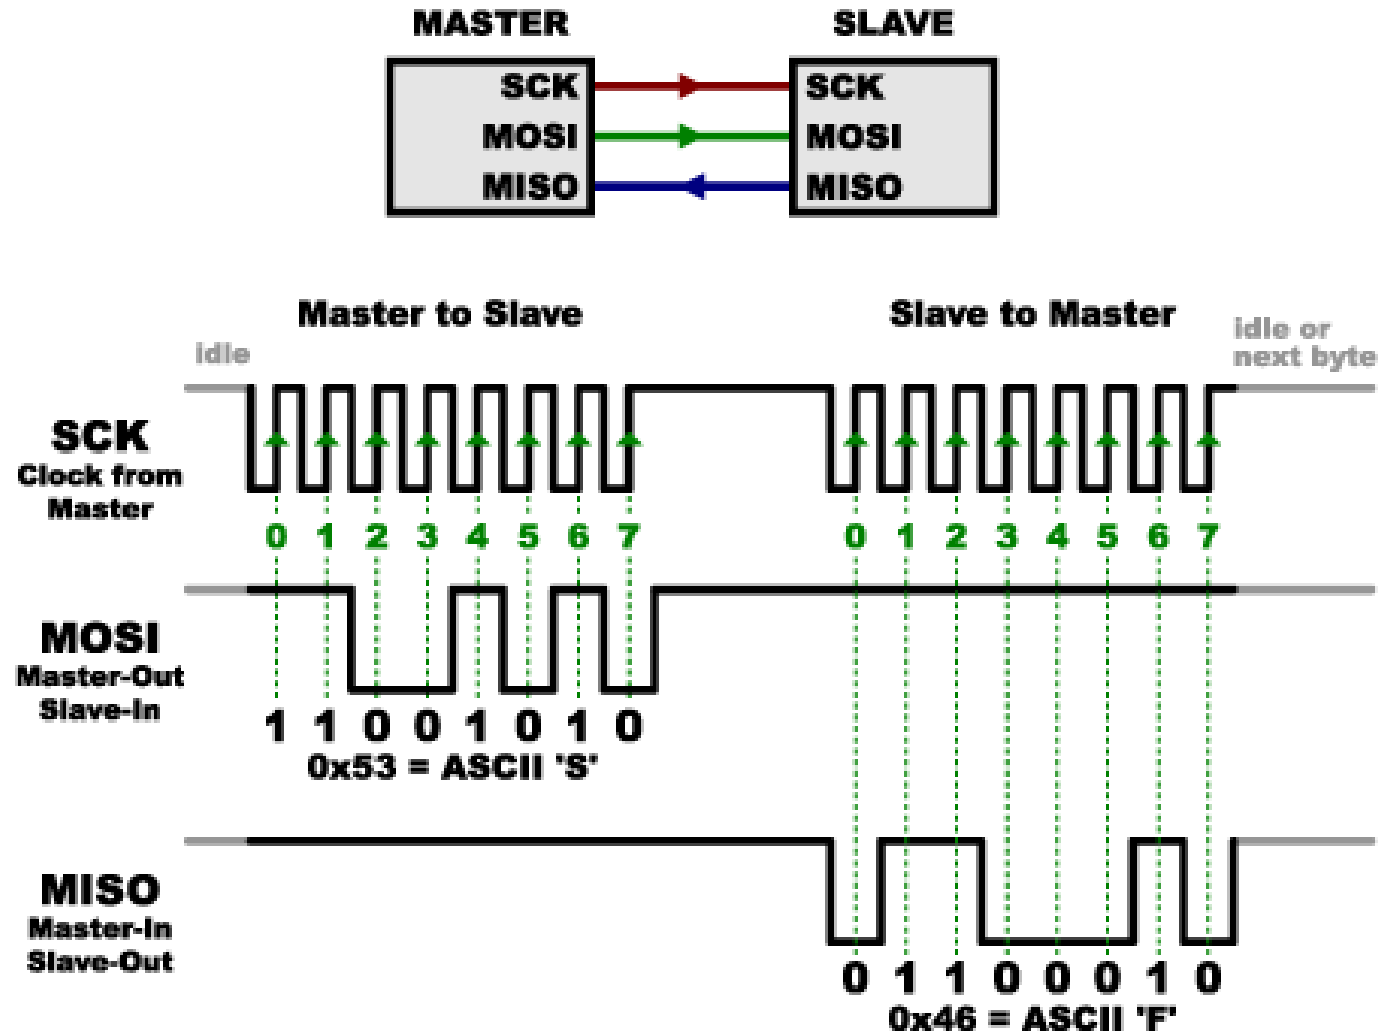 MASTER SLAVE
SCK SCK
MOSI MOSI
MISO MISO
Master to Slave Slave to Master
idle
idle or
next byte
SCK
Clock from
Master
0 1 2 3 4 5 6 7 0 1 2 3 4 5 6 7
MOSI
Master-Out
Slave-In
1 1 0 0 1 0 1 0
0x53 = ASCII 'S'
MISO
Master-In
Slave-Out
0 1 1 0 0 0 1 0
0x46 = ASCII 'F'